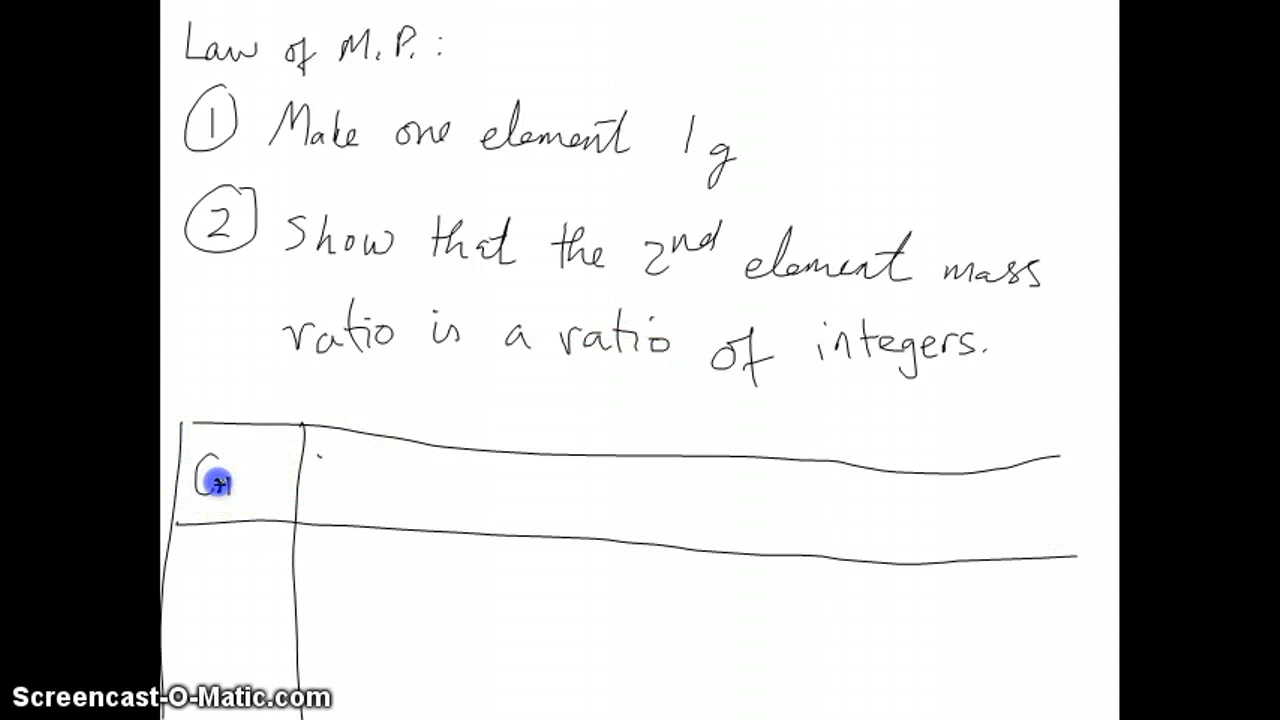 Law of M.P.:
① Make one element 1g
② Show that the 2nd element mass
ratio is a ratio of integers.
Screencast-O-Matic.com